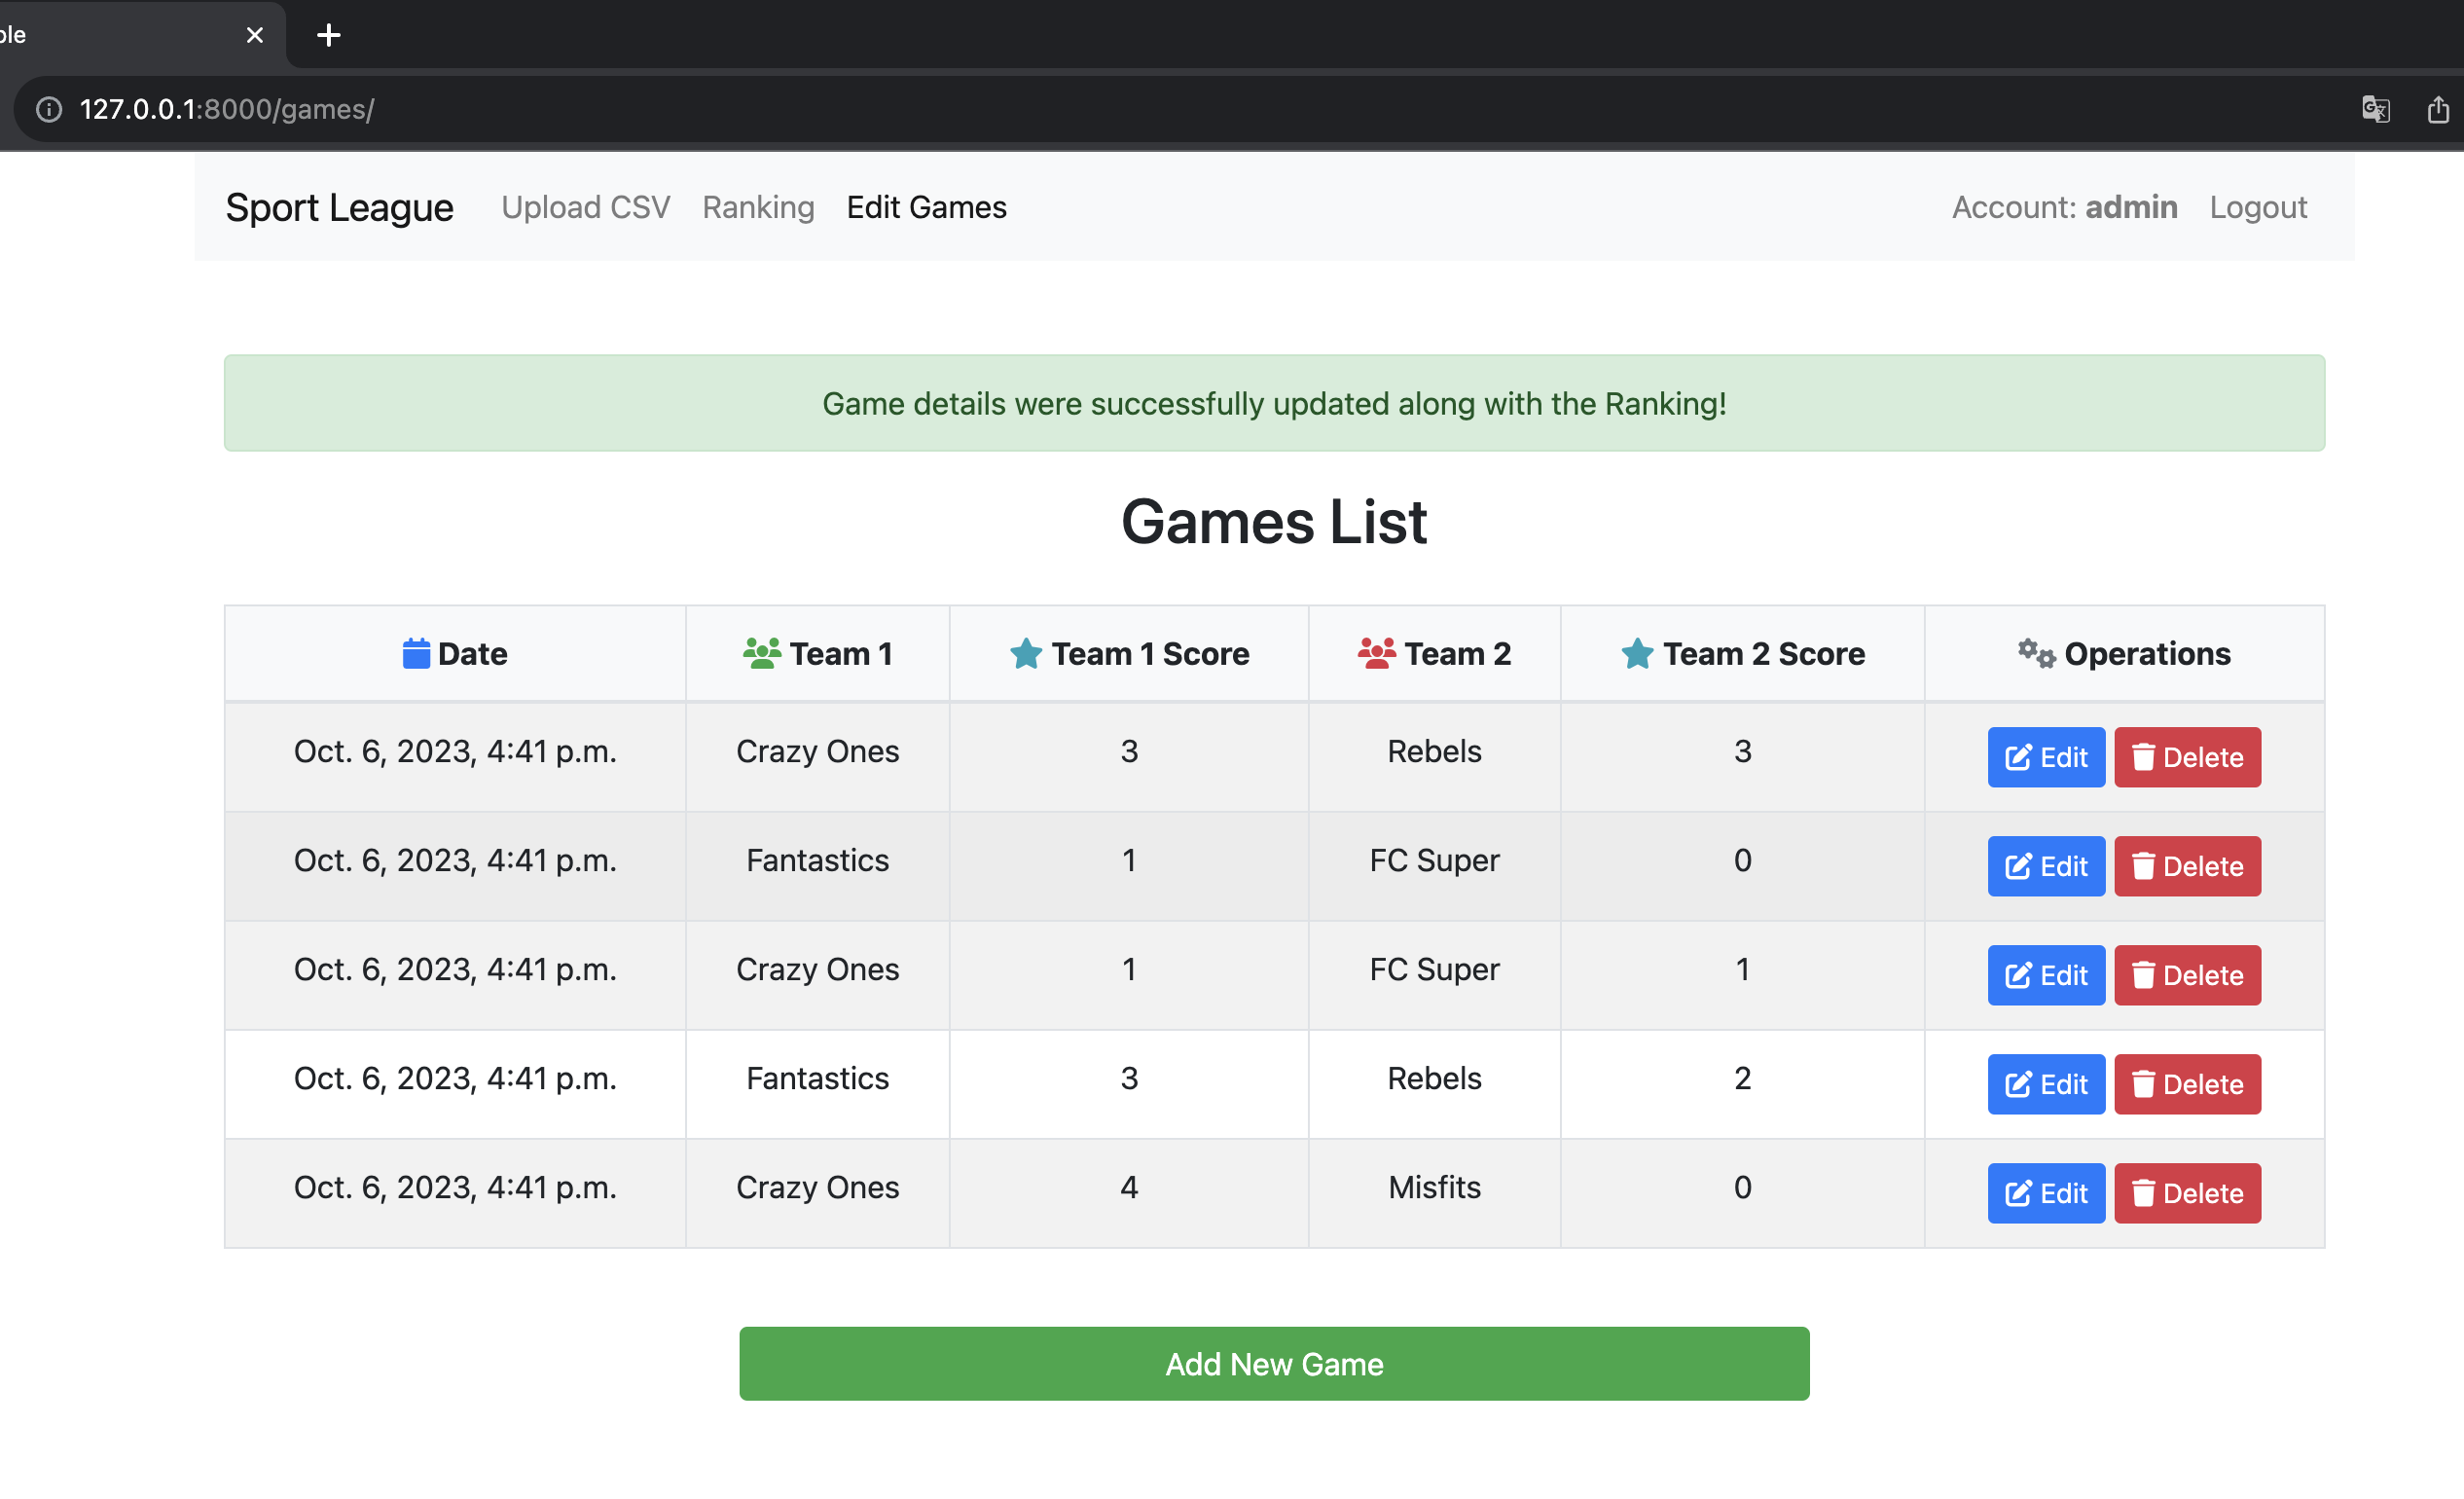 127.0.0.1:8000/games/
Sport League Upload CSV Ranking Edit Games Account: admin Logout
Game details were successfully updated along with the Ranking!
Games List
Date Team 1 Team 1 Score Team 2 Team 2 Score Operations
Oct. 6, 2023, 4:41 p.m. Crazy Ones 3 Rebels 3 Edit Delete
Oct. 6, 2023, 4:41 p.m. Fantastics 1 FC Super 0 Edit Delete
Oct. 6, 2023, 4:41 p.m. Crazy Ones 1 FC Super 1 Edit Delete
Oct. 6, 2023, 4:41 p.m. Fantastics 3 Rebels 2 Edit Delete
Oct. 6, 2023, 4:41 p.m. Crazy Ones 4 Misfits 0 Edit Delete
Add New Game